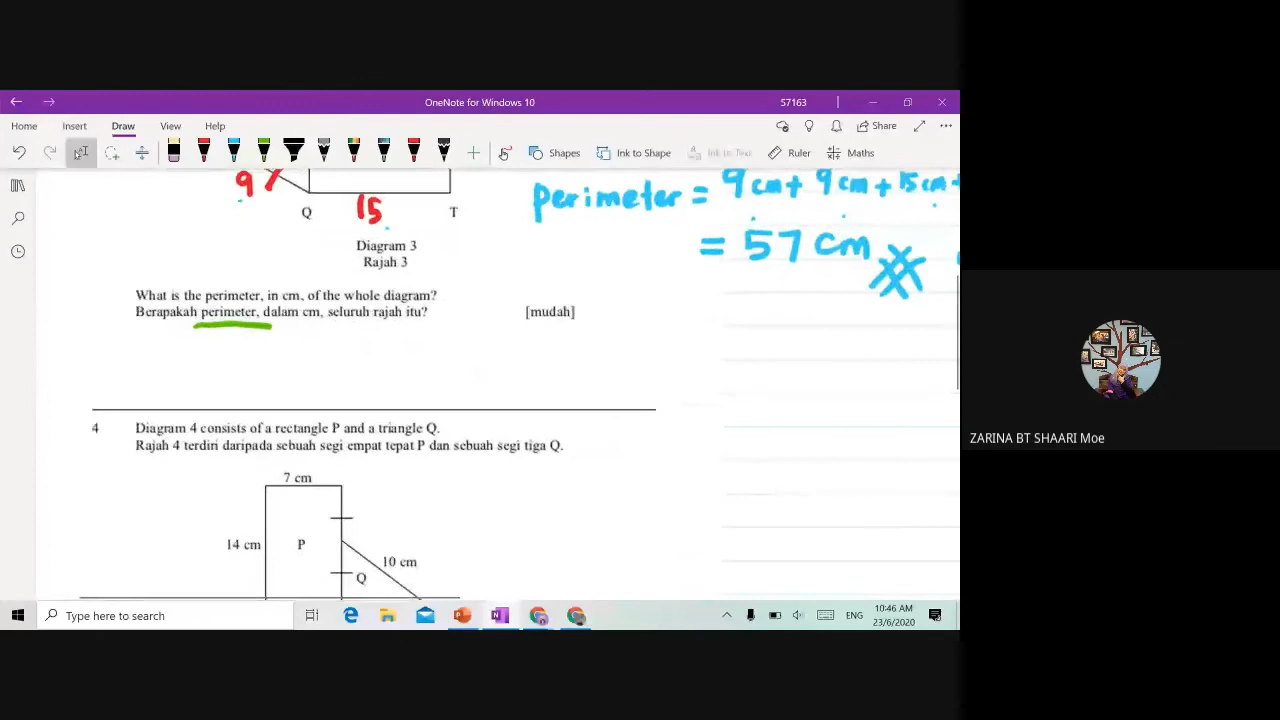 OneNote for Windows 10
57163
Home Insert Draw View Help
Share
Shapes Ink to Shape Ink to Text Ruler Maths
9
15
Q T
perimeter = 9 cm + 9 cm + 15 cm +
= 57 cm
Diagram 3
Rajah 3
What is the perimeter, in cm, of the whole diagram?
Berapakah perimeter, dalam cm, seluruh rajah itu? [mudah]
4 Diagram 4 consists of a rectangle P and a triangle Q.
Rajah 4 terdiri daripada sebuah segi empat tepat P dan sebuah segi tiga Q.
7 cm
14 cm P
10 cm
Q
ZARINA BT SHAARI Moe
Type here to search
ENG
10:46 AM
23/6/2020